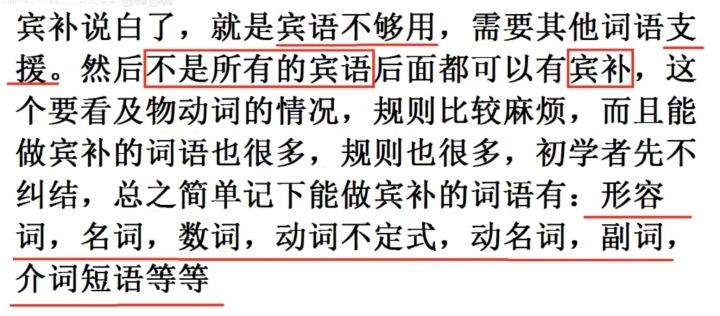 宾补说白了，就是宾语不够用，需要其他词语支
援。然后不是所有的宾语后面都可以有宾补，这
个要看及物动词的情况，规则比较麻烦，而且能
做宾补的词语也很多，规则也很多，初学者先不
纠结，总之简单记下能做宾补的词语有：形容
词，名词，数词，动词不定式，动名词，副词，
介词短语等等